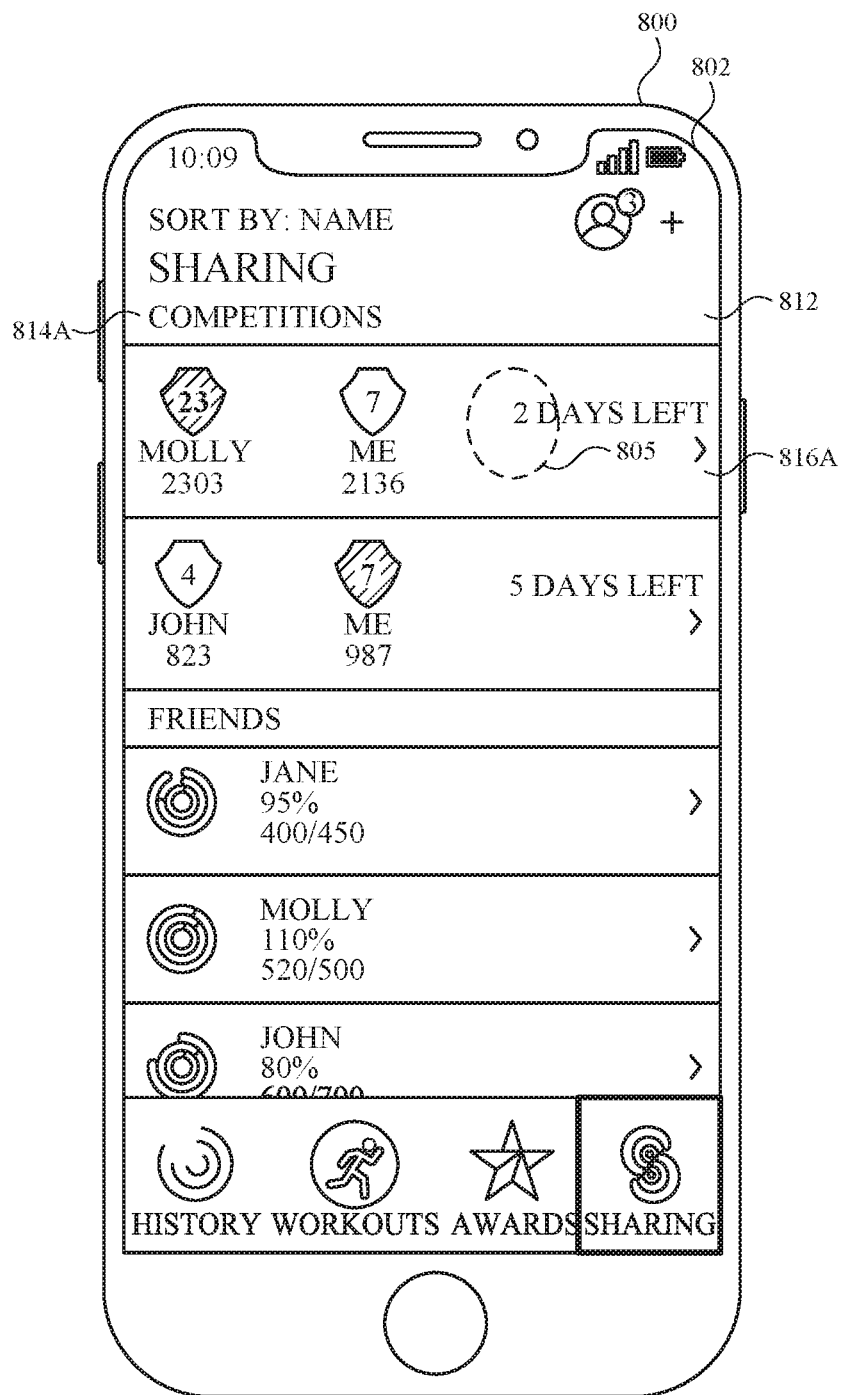 800
802
10:09
3
SORT BY: NAME +
SHARING
812
814A
COMPETITIONS
23 7 2 DAYS LEFT
MOLLY ME 805 816A
2303 2136
4 7 5 DAYS LEFT
JOHN ME
823 987
FRIENDS
JANE
95%
400/450
MOLLY
110%
520/500
JOHN
80%
600/700
HISTORY WORKOUTS AWARDS SHARING